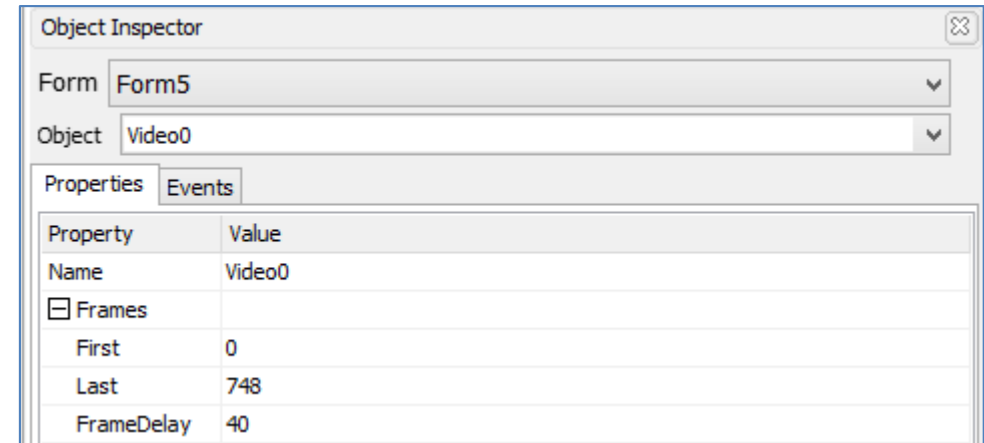 Object Inspector
Form Form5
Object Video0
Properties Events
Property Value
Name Video0
Frames
First 0
Last 748
FrameDelay 40